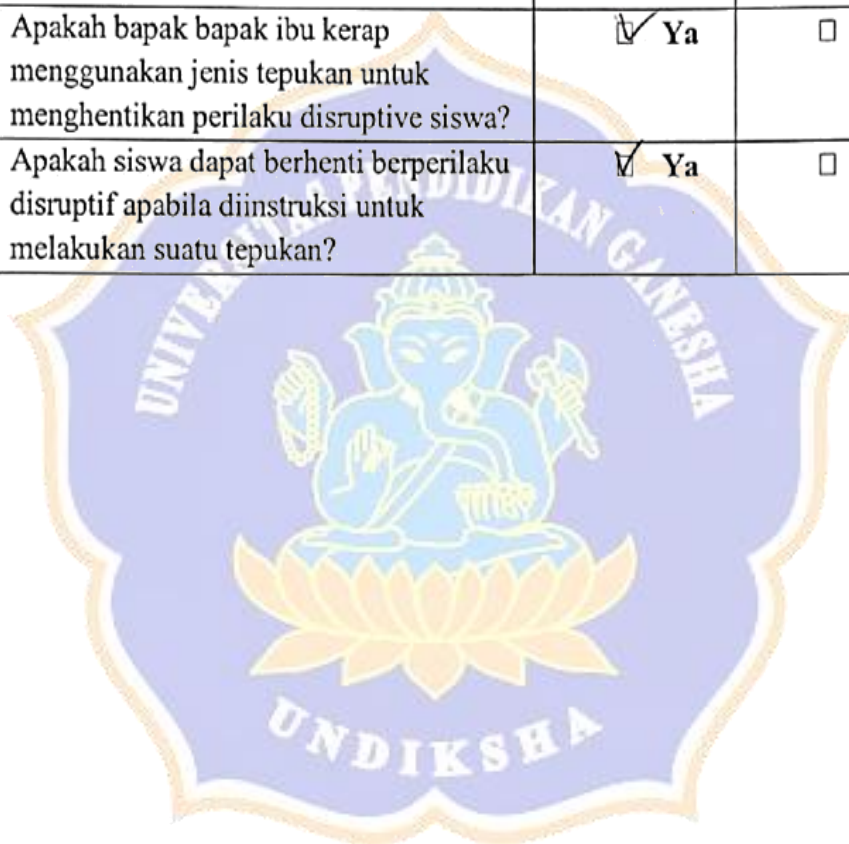 Apakah bapak bapak ibu kerap
☑ Ya
☐
menggunakan jenis tepukan untuk
menghentikan perilaku disruptive siswa?
Apakah siswa dapat berhenti berperilaku
☑ Ya
☐
disruptif apabila diinstruksi untuk
melakukan suatu tepukan?
UNIVERSITAS PENDIDIKAN GANESHA
UNDIKSHA